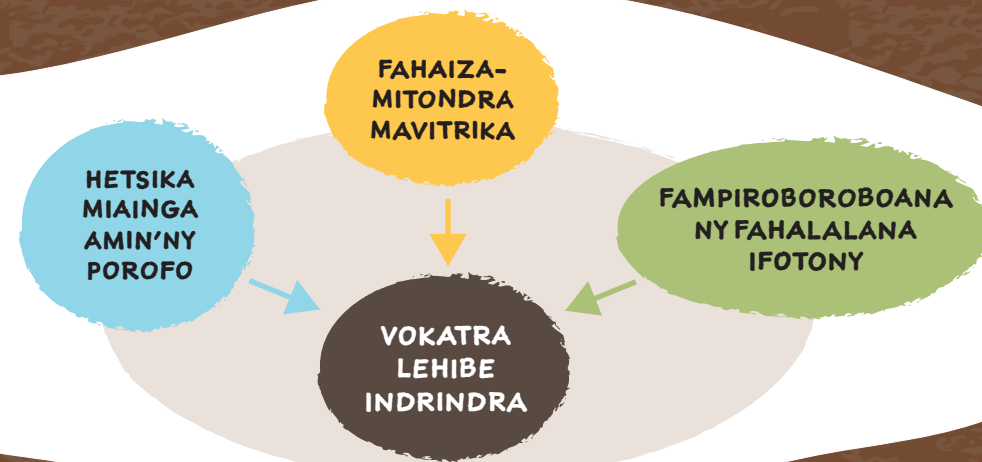 FAHAIZA-
MITONDRA
MAVITRIKA
HETSIKA
MIAINGA
AMIN'NY
POROFO
FAMPIROBOROBOANA
NY FAHALALANA
IFOTONY
VOKATRA
LEHIBE
INDRINDRA